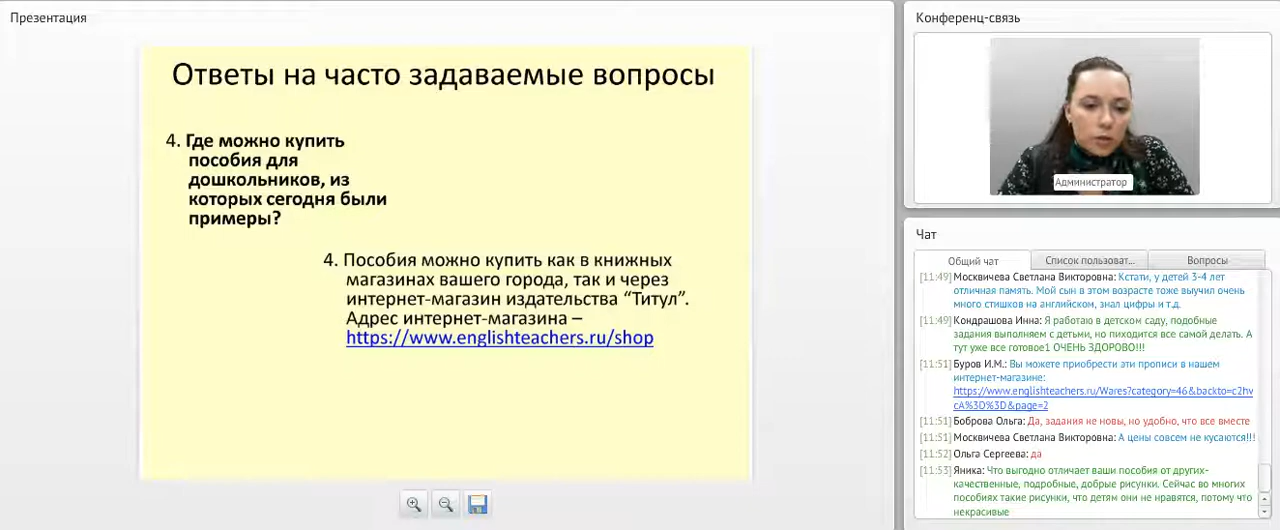 Презентация
Ответы на часто задаваемые вопросы
4. Где можно купить
пособия для
дошкольников, из
которых сегодня были
примеры?
4. Пособия можно купить как в книжных
магазинах вашего города, так и через
интернет-магазин издательства “Титул”.
Адрес интернет-магазина –
https://www.englishteachers.ru/shop
Конференц-связь
Администратор
Чат
Общий чат
Список пользоват...
Вопросы
[11:49] Москвичева Светлана Викторовна: Кстати, у детей 3-4 лет
отличная память. Мой сын в этом возрасте тоже выучил очень
много стишков на английском, знал цифры и т.д.
[11:49] Кондрашова Инна: Я работаю в детском саду, подобные
задания выполняем с детьми, но пиходится все самой делать. А
тут уже все готовое1 ОЧЕНЬ ЗДОРОВО!!!
[11:51] Буров И.М.: Вы можете приобрести эти прописи в нашем
интернет-магазине:
https://www.englishteachers.ru/Wares?category=46&backto=c2hv
cA%3D%3D&page=2
[11:51] Боброва Ольга: Да, задания не новы, но удобно, что все вместе
[11:51] Москвичева Светлана Викторовна: А цены совсем не кусаются!!!
[11:52] Ольга Сергеева: да
[11:53] Яника: Что выгодно отличает ваши пособия от других-
качественные, подробные, добрые рисунки. Сейчас во многих
пособиях такие рисунки, что детям они не нравятся, потому что
некрасивые